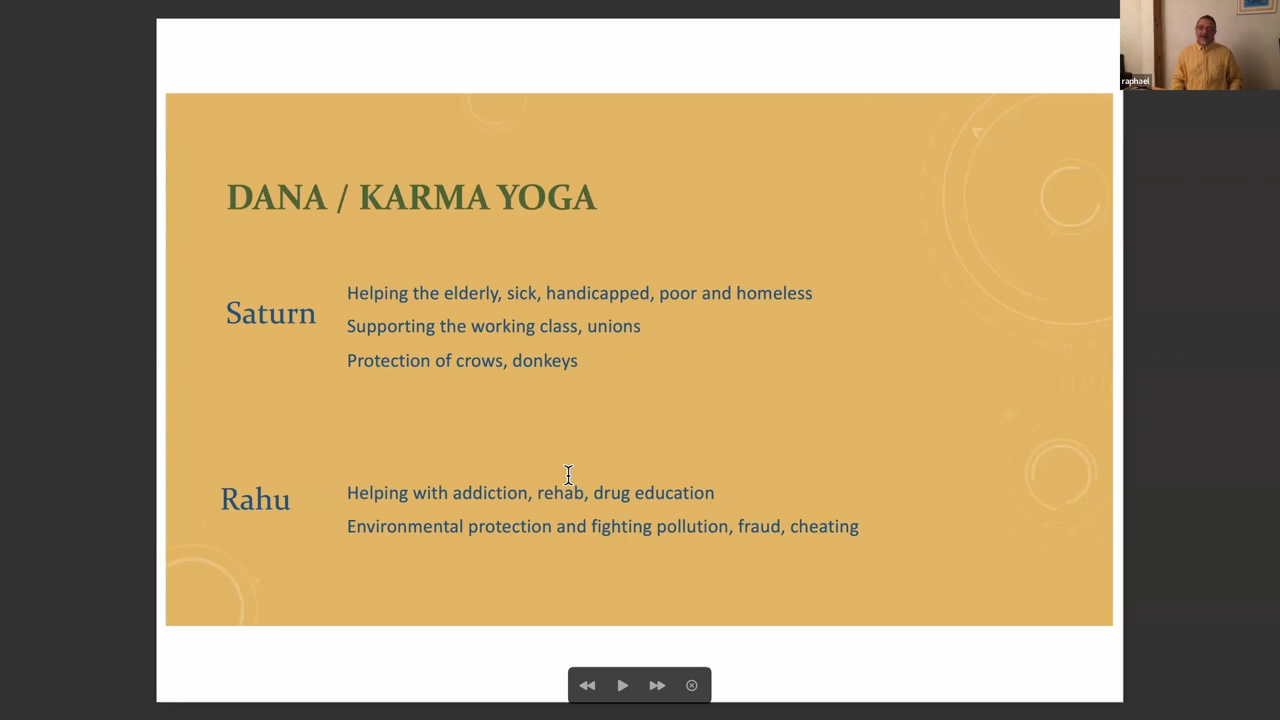 raphael
DANA / KARMA YOGA
Saturn
Helping the elderly, sick, handicapped, poor and homeless
Supporting the working class, unions
Protection of crows, donkeys
Rahu
Helping with addiction, rehab, drug education
Environmental protection and fighting pollution, fraud, cheating